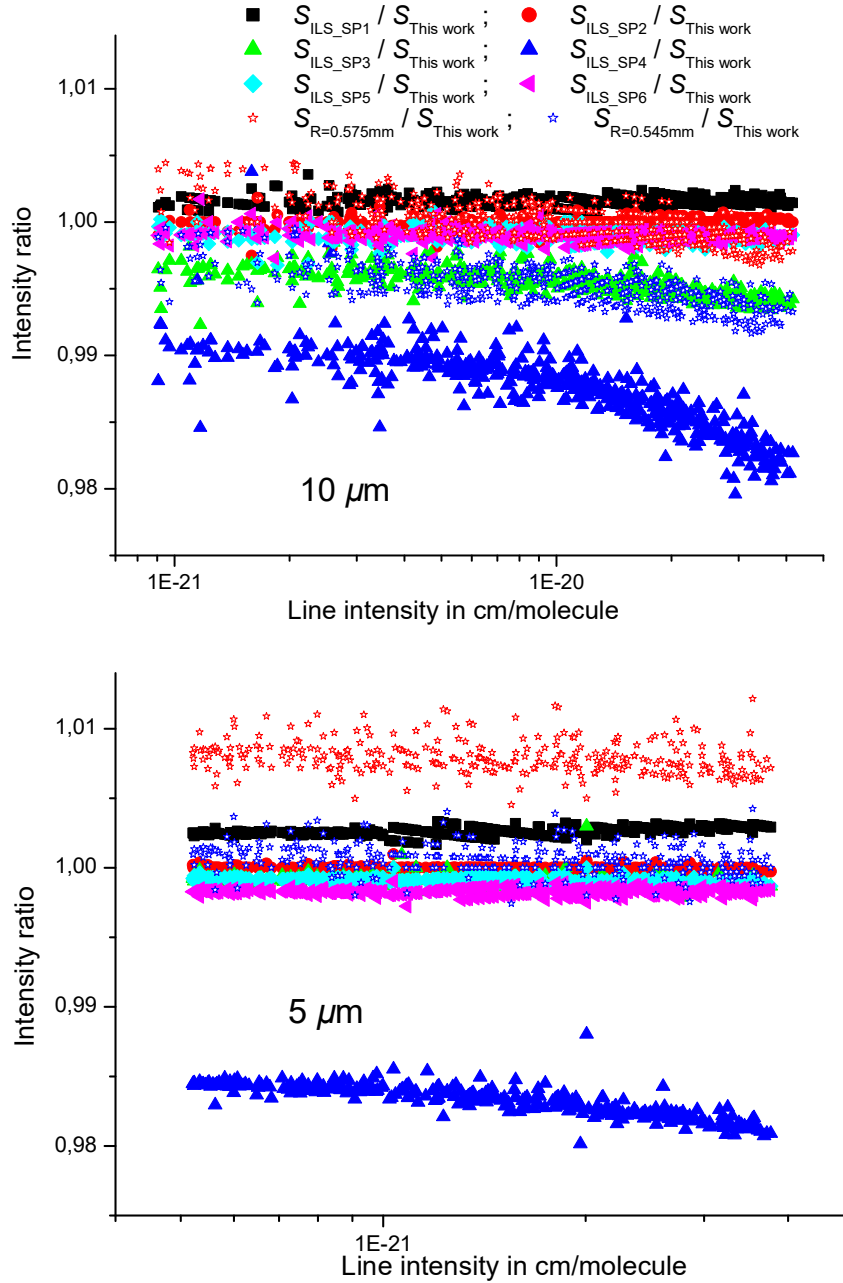 S_ILS_SP1 / S_This work ; S_ILS_SP2 / S_This work
S_ILS_SP3 / S_This work ; S_ILS_SP4 / S_This work
S_ILS_SP5 / S_This work ; S_ILS_SP6 / S_This work
S_R=0.575mm / S_This work ; S_R=0.545mm / S_This work
1,01
1,00
0,99
0,98
Intensity ratio
10 µm
1E-21 1E-20
Line intensity in cm/molecule
1,01
1,00
0,99
0,98
Intensity ratio
5 µm
1E-21
Line intensity in cm/molecule